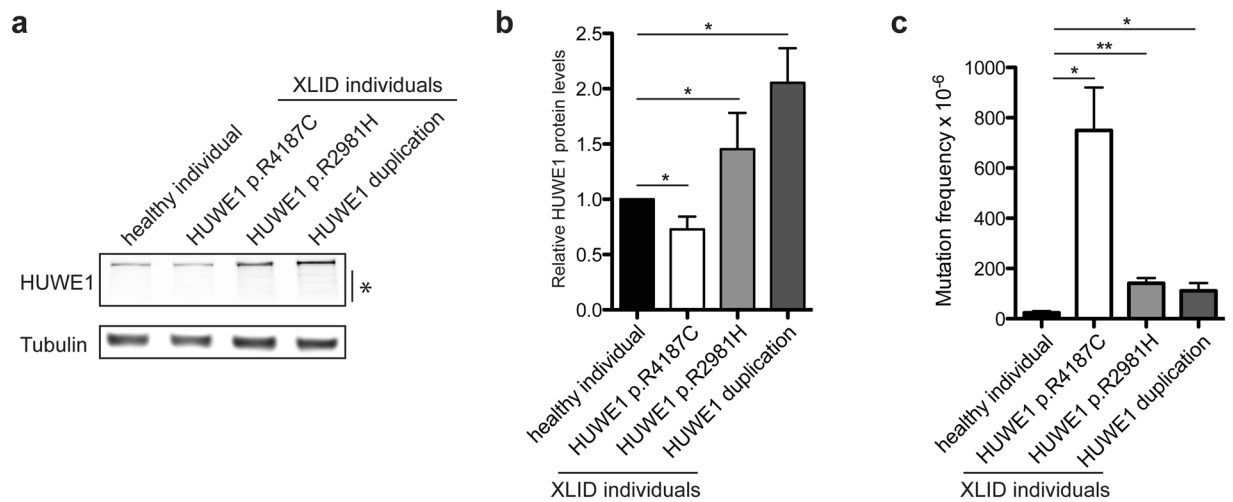 a
XLID individuals
healthy individual
HUWE1 p.R4187C
HUWE1 p.R2981H
HUWE1 duplication
HUWE1
*
Tubulin
b
Relative HUWE1 protein levels
2.5
2.0
1.5
1.0
0.5
0.0
*
*
*
healthy individual
HUWE1 p.R4187C
HUWE1 p.R2981H
HUWE1 duplication
XLID individuals
c
Mutation frequency x 10-6
1000
800
600
400
200
0
*
**
*
healthy individual
HUWE1 p.R4187C
HUWE1 p.R2981H
HUWE1 duplication
XLID individuals